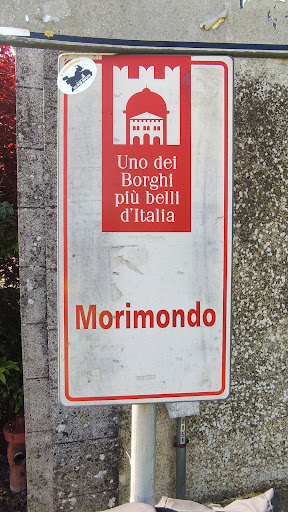 Uno dei
Borghi
più belli
d'Italia
Morimondo